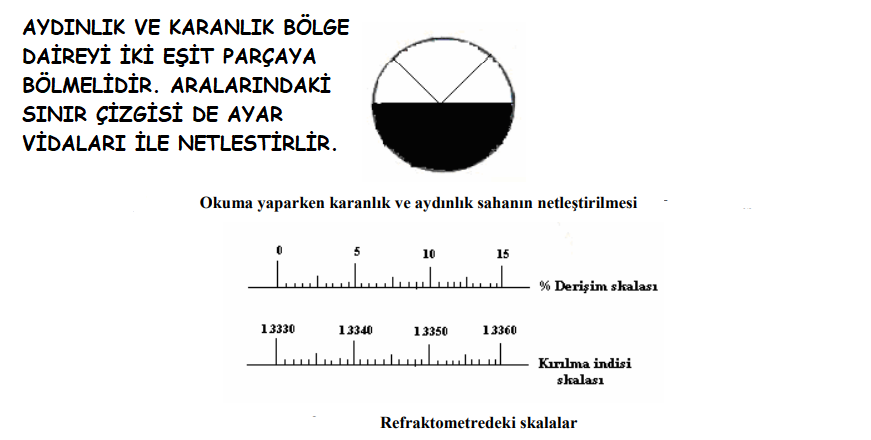 AYDINLIK VE KARANLIK BÖLGE
DAİREYİ İKİ EŞİT PARÇAYA
BÖLMELİDİR. ARALARINDAKİ
SINIR ÇİZGİSİ DE AYAR
VİDALARI İLE NETLESTİRLİR.
Okuma yaparken karanlık ve aydınlık sahanın netleştirilmesi
0 5 10 15
% Derişim skalası
1.3330 1.3340 1.3350 1.3360
Kırılma indisi
skalası
Refraktometredeki skalalar